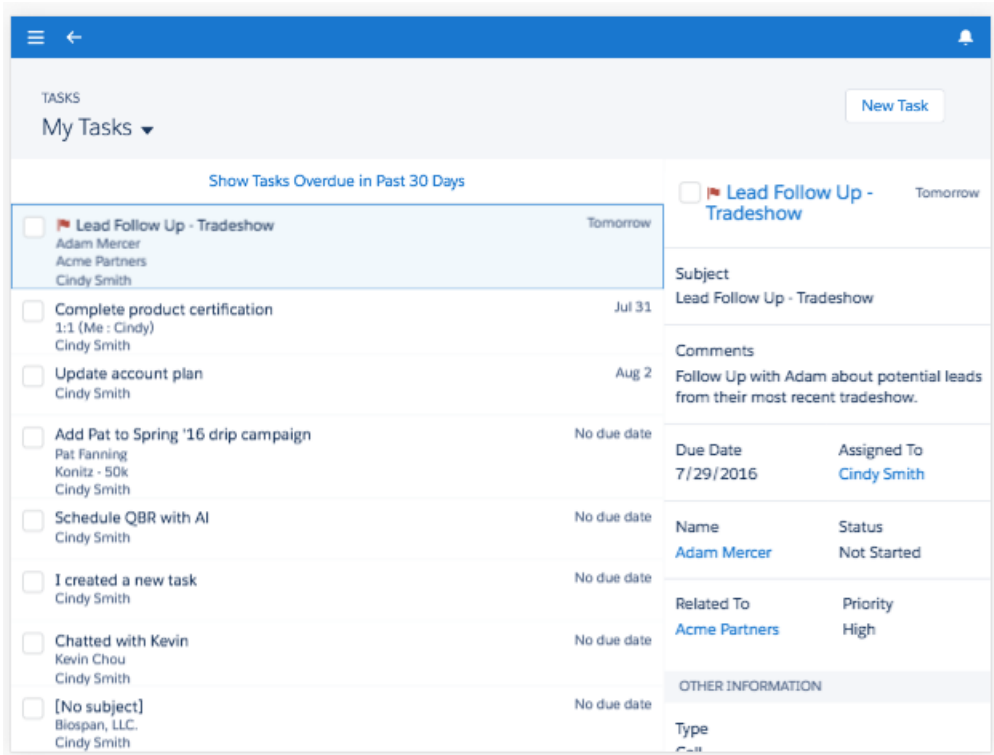 TASKS
My Tasks
New Task
Show Tasks Overdue in Past 30 Days
Lead Follow Up - Tradeshow
Tomorrow
Adam Mercer
Acme Partners
Cindy Smith
Complete product certification
Jul 31
1:1 (Me : Cindy)
Cindy Smith
Update account plan
Aug 2
Cindy Smith
Add Pat to Spring '16 drip campaign
No due date
Pat Fanning
Konitz - 50k
Cindy Smith
Schedule QBR with Al
No due date
Cindy Smith
I created a new task
No due date
Cindy Smith
Chatted with Kevin
No due date
Kevin Chou
Cindy Smith
[No subject]
No due date
Biospan, LLC.
Cindy Smith
Lead Follow Up -
Tradeshow
Tomorrow
Subject
Lead Follow Up - Tradeshow
Comments
Follow Up with Adam about potential leads
from their most recent tradeshow.
Due Date
7/29/2016
Assigned To
Cindy Smith
Name
Adam Mercer
Status
Not Started
Related To
Acme Partners
Priority
High
OTHER INFORMATION
Type
Call